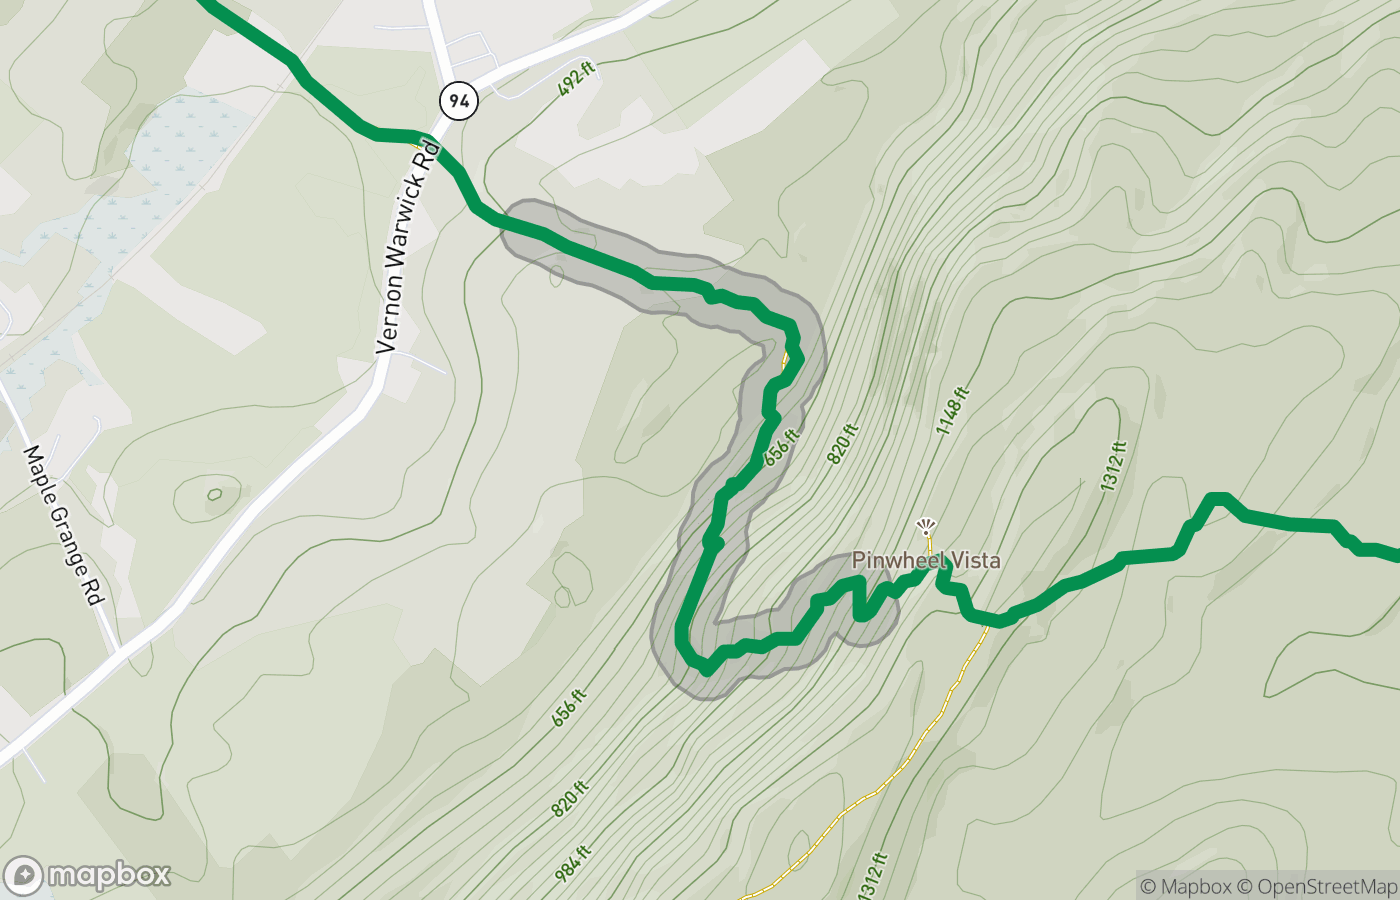 492 ft
94
Vernon Warwick Rd
1148 ft
820 ft
656 ft
1312 ft
Maple Grange Rd
Pinwheel Vista
656 ft
820 ft
984 ft
1312 ft
mapbox
© Mapbox © OpenStreetMap